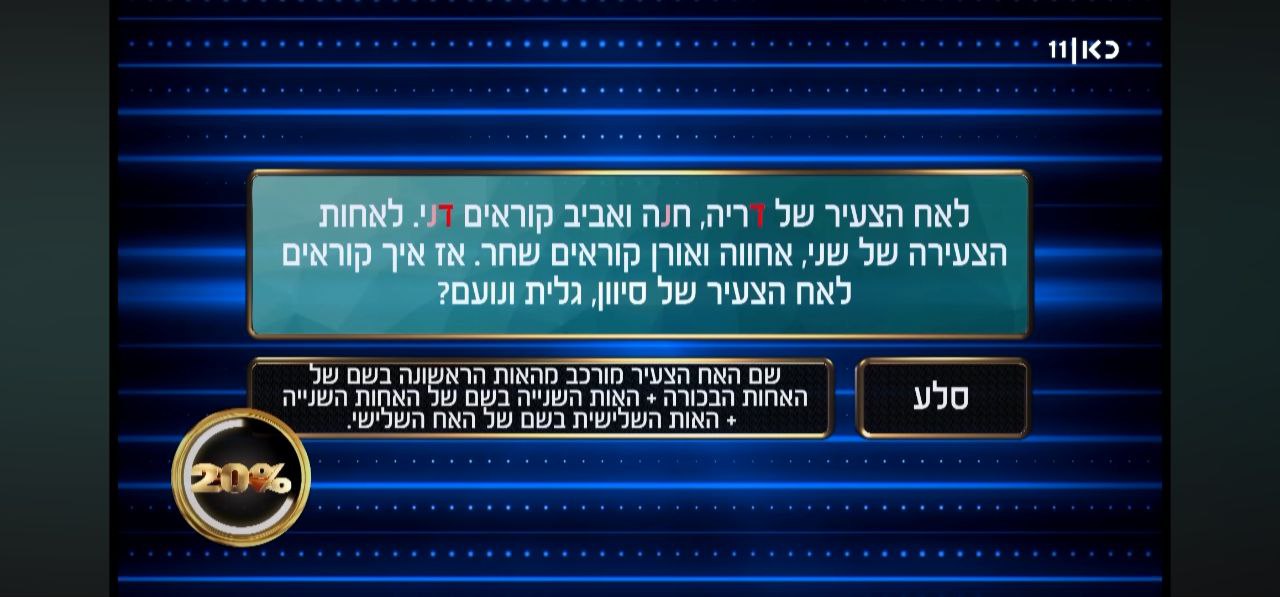 כאן|11
לאח הצעיר של דריה, חנה ואביב קוראים דני. לאחות
הצעירה של שני, אחווה ואורן קוראים שחר. אז איך קוראים
לאח הצעיר של סיוון, גלית ונועם?
סלע
שם האח הצעיר מורכב מהאות הראשונה בשם של
האחות הבכורה + האות השנייה בשם של האחות השנייה
+ האות השלישית בשם של האח השלישי.
20%